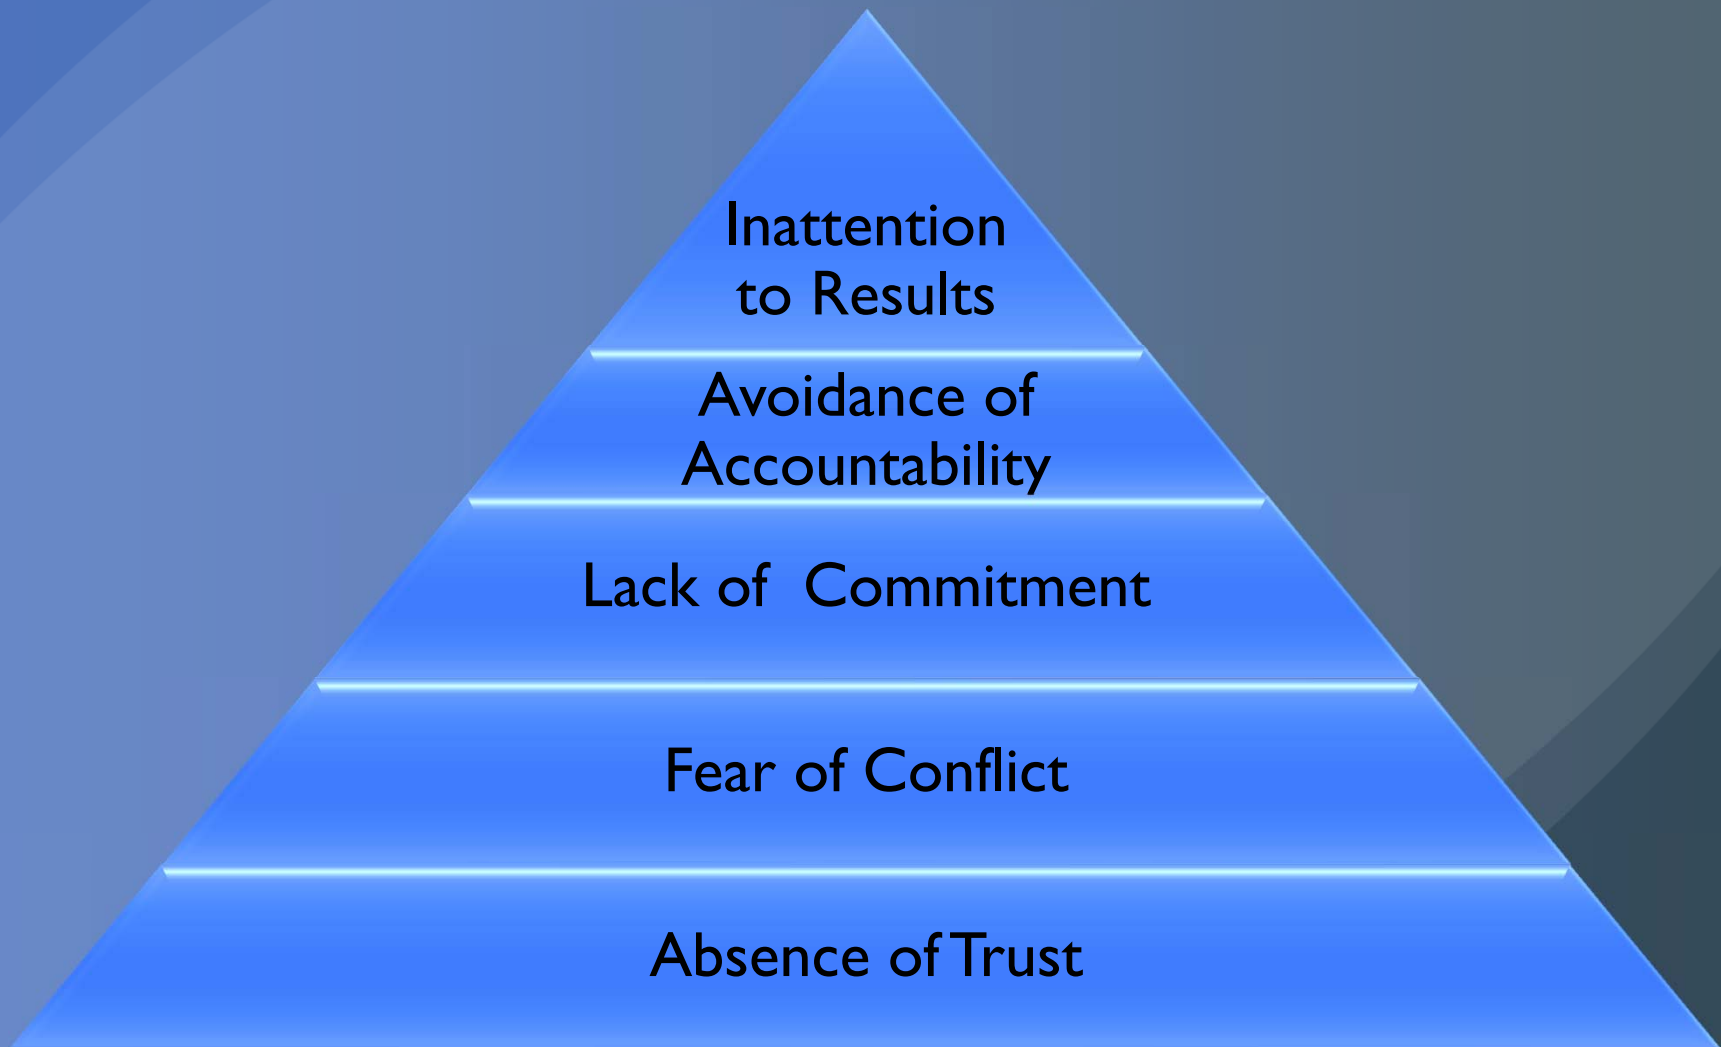 Inattention
to Results
Avoidance of
Accountability
Lack of  Commitment
Fear of Conflict
Absence of Trust